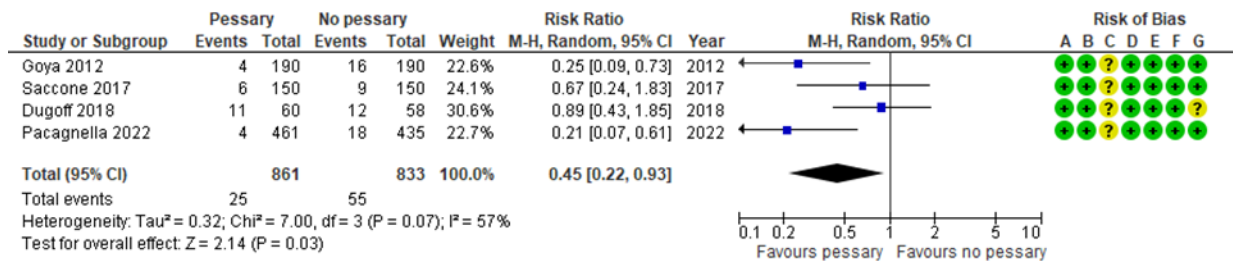 Pessary No pessary Risk Ratio Risk Ratio Risk of Bias
Study or Subgroup Events Total Events Total Weight M-H, Random, 95% CI Year M-H, Random, 95% CI A B C D E F G
Goya 2012 4 190 16 190 22.6% 0.25 [0.09, 0.73] 2012 + + ? + + + +
Saccone 2017 6 150 9 150 24.1% 0.67 [0.24, 1.83] 2017 + + ? + + + +
Dugoff 2018 11 60 12 58 30.6% 0.89 [0.43, 1.85] 2018 + + ? + + + ?
Pacagnella 2022 4 461 18 435 22.7% 0.21 [0.07, 0.61] 2022 + + ? + + + +
Total (95% CI) 861 833 100.0% 0.45 [0.22, 0.93]
Total events 25 55
Heterogeneity: Tau² = 0.32; Chi² = 7.00, df = 3 (P = 0.07); I² = 57%
Test for overall effect: Z = 2.14 (P = 0.03)
0.1 0.2 0.5 1 2 5 10
Favours pessary Favours no pessary